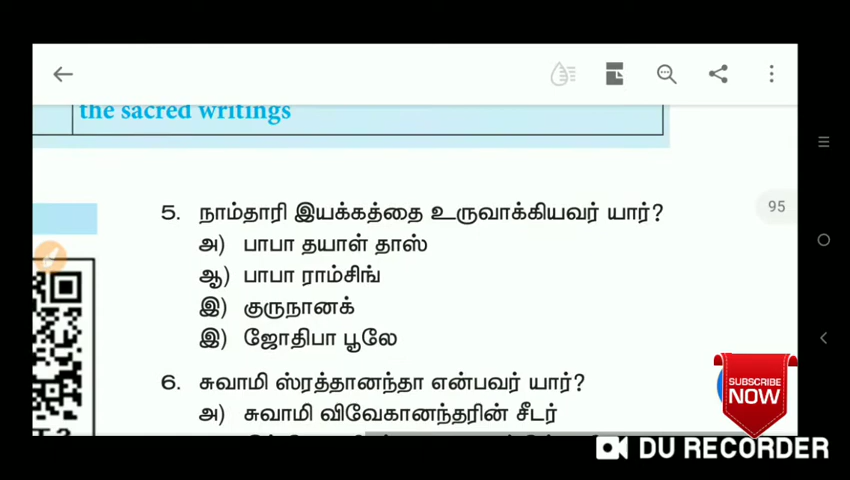 the sacred writings
95
5. நாம்தாரி இயக்கத்தை உருவாக்கியவர் யார்?
அ) பாபா தயாள் தாஸ்
ஆ) பாபா ராம்சிங்
இ) குருநானக்
இ) ஜோதிபா பூலே
6. சுவாமி ஸ்ரத்தானந்தா என்பவர் யார்?
அ) சுவாமி விவேகானந்தரின் சீடர்
SUBSCRIBE
NOW
DU RECORDER